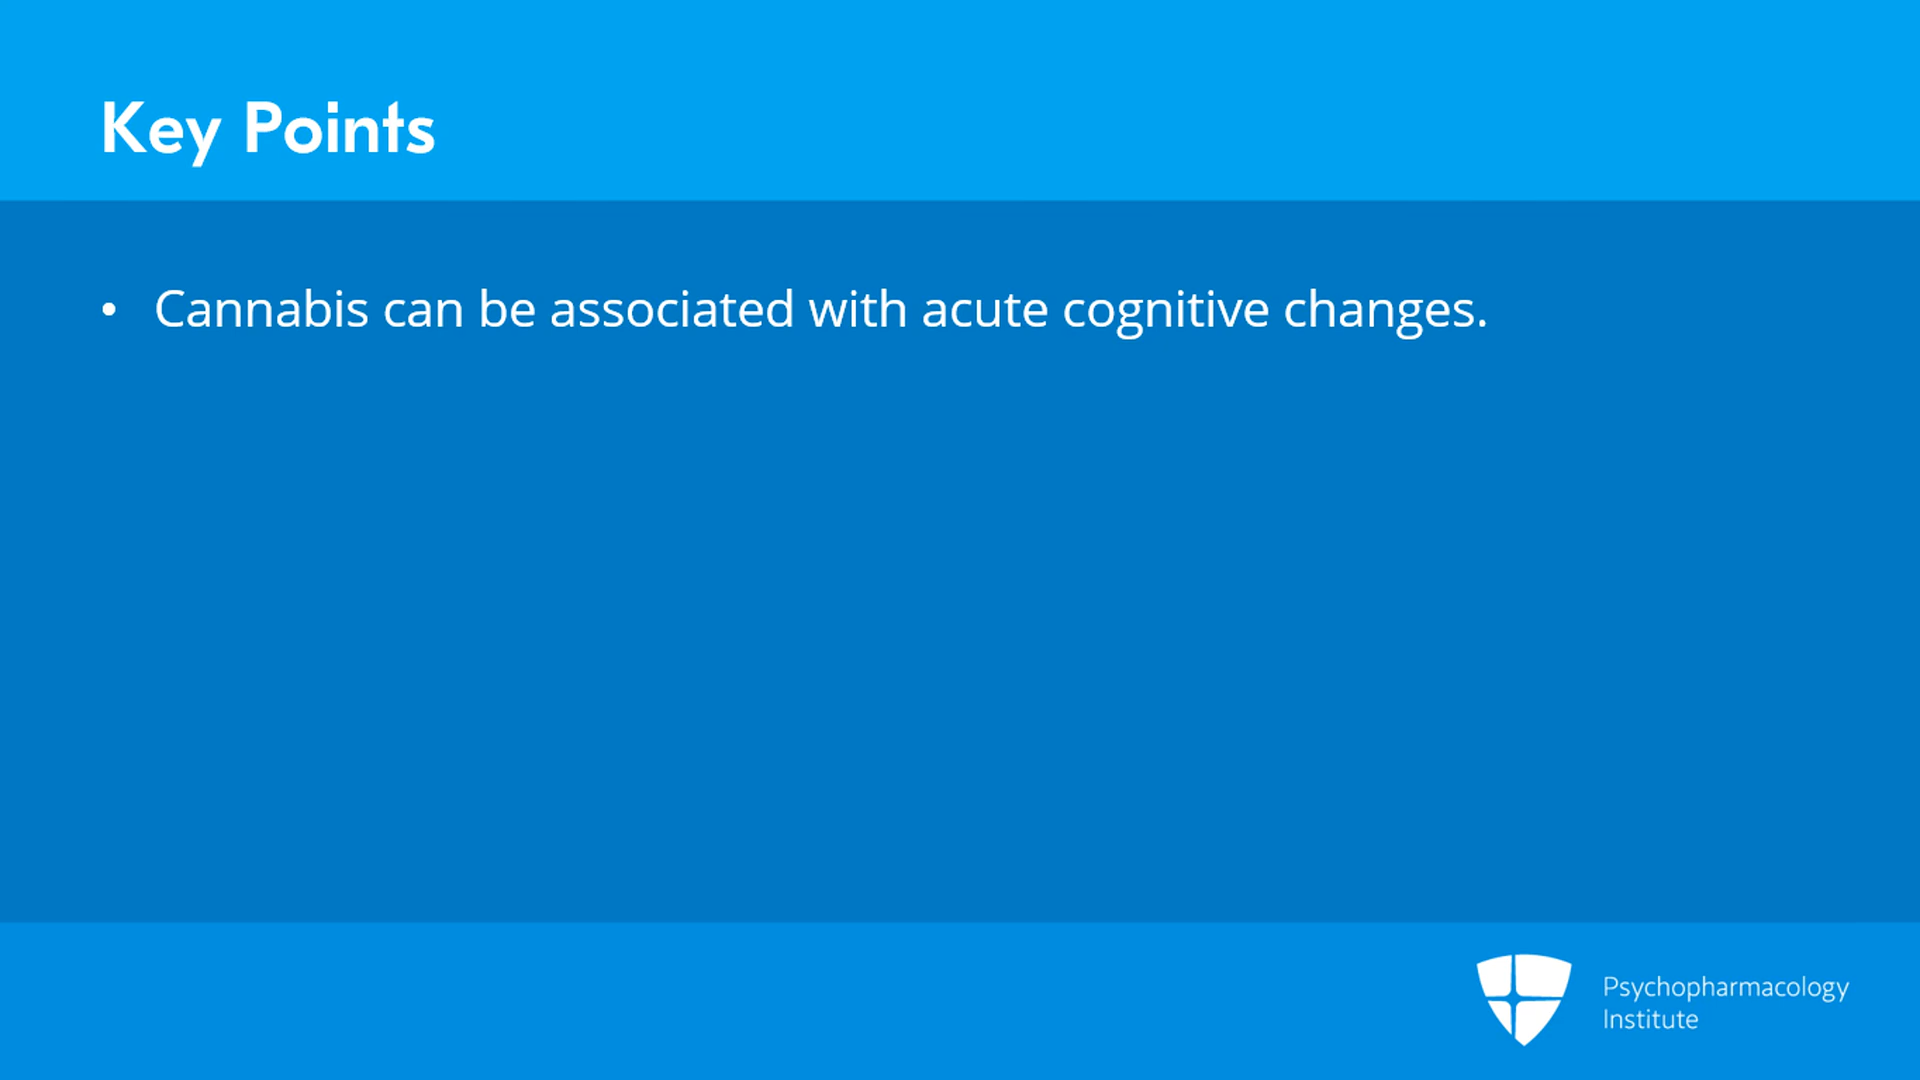 Key Points
• Cannabis can be associated with acute cognitive changes.
Psychopharmacology
Institute